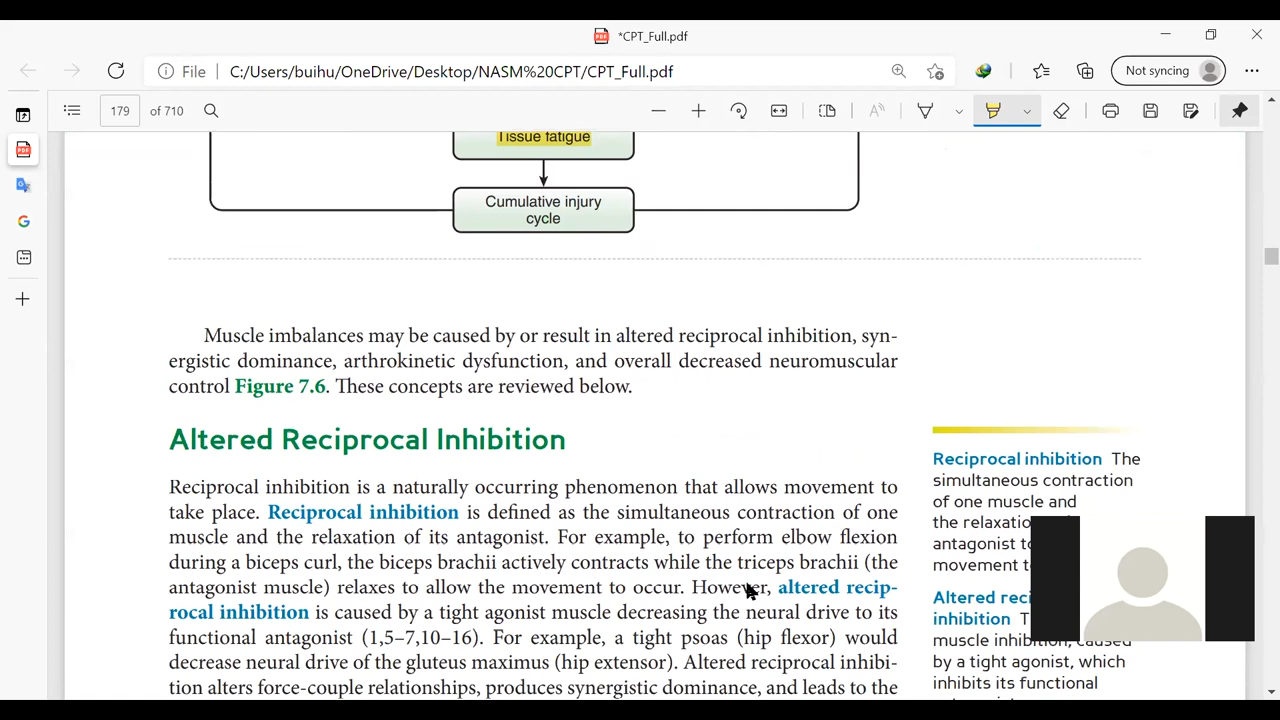 *CPT_Full.pdf
File
C:/Users/buihu/OneDrive/Desktop/NASM%20CPT/CPT_Full.pdf
Not syncing
179 of 710
Tissue fatigue
Cumulative injury
cycle
Muscle imbalances may be caused by or result in altered reciprocal inhibition, syn-
ergistic dominance, arthrokinetic dysfunction, and overall decreased neuromuscular
control Figure 7.6. These concepts are reviewed below.
Altered Reciprocal Inhibition
Reciprocal inhibition is a naturally occurring phenomenon that allows movement to
take place. Reciprocal inhibition is defined as the simultaneous contraction of one
muscle and the relaxation of its antagonist. For example, to perform elbow flexion
during a biceps curl, the biceps brachii actively contracts while the triceps brachii (the
antagonist muscle) relaxes to allow the movement to occur. However, altered recip-
rocal inhibition is caused by a tight agonist muscle decreasing the neural drive to its
functional antagonist (1,5–7,10–16). For example, a tight psoas (hip flexor) would
decrease neural drive of the gluteus maximus (hip extensor). Altered reciprocal inhibi-
tion alters force-couple relationships, produces synergistic dominance, and leads to the
Reciprocal inhibition The
simultaneous contraction
of one muscle and
the
antagonist
movement
Altered
inhibition
muscle inhibition, caused
by a tight agonist, which
inhibits its functional